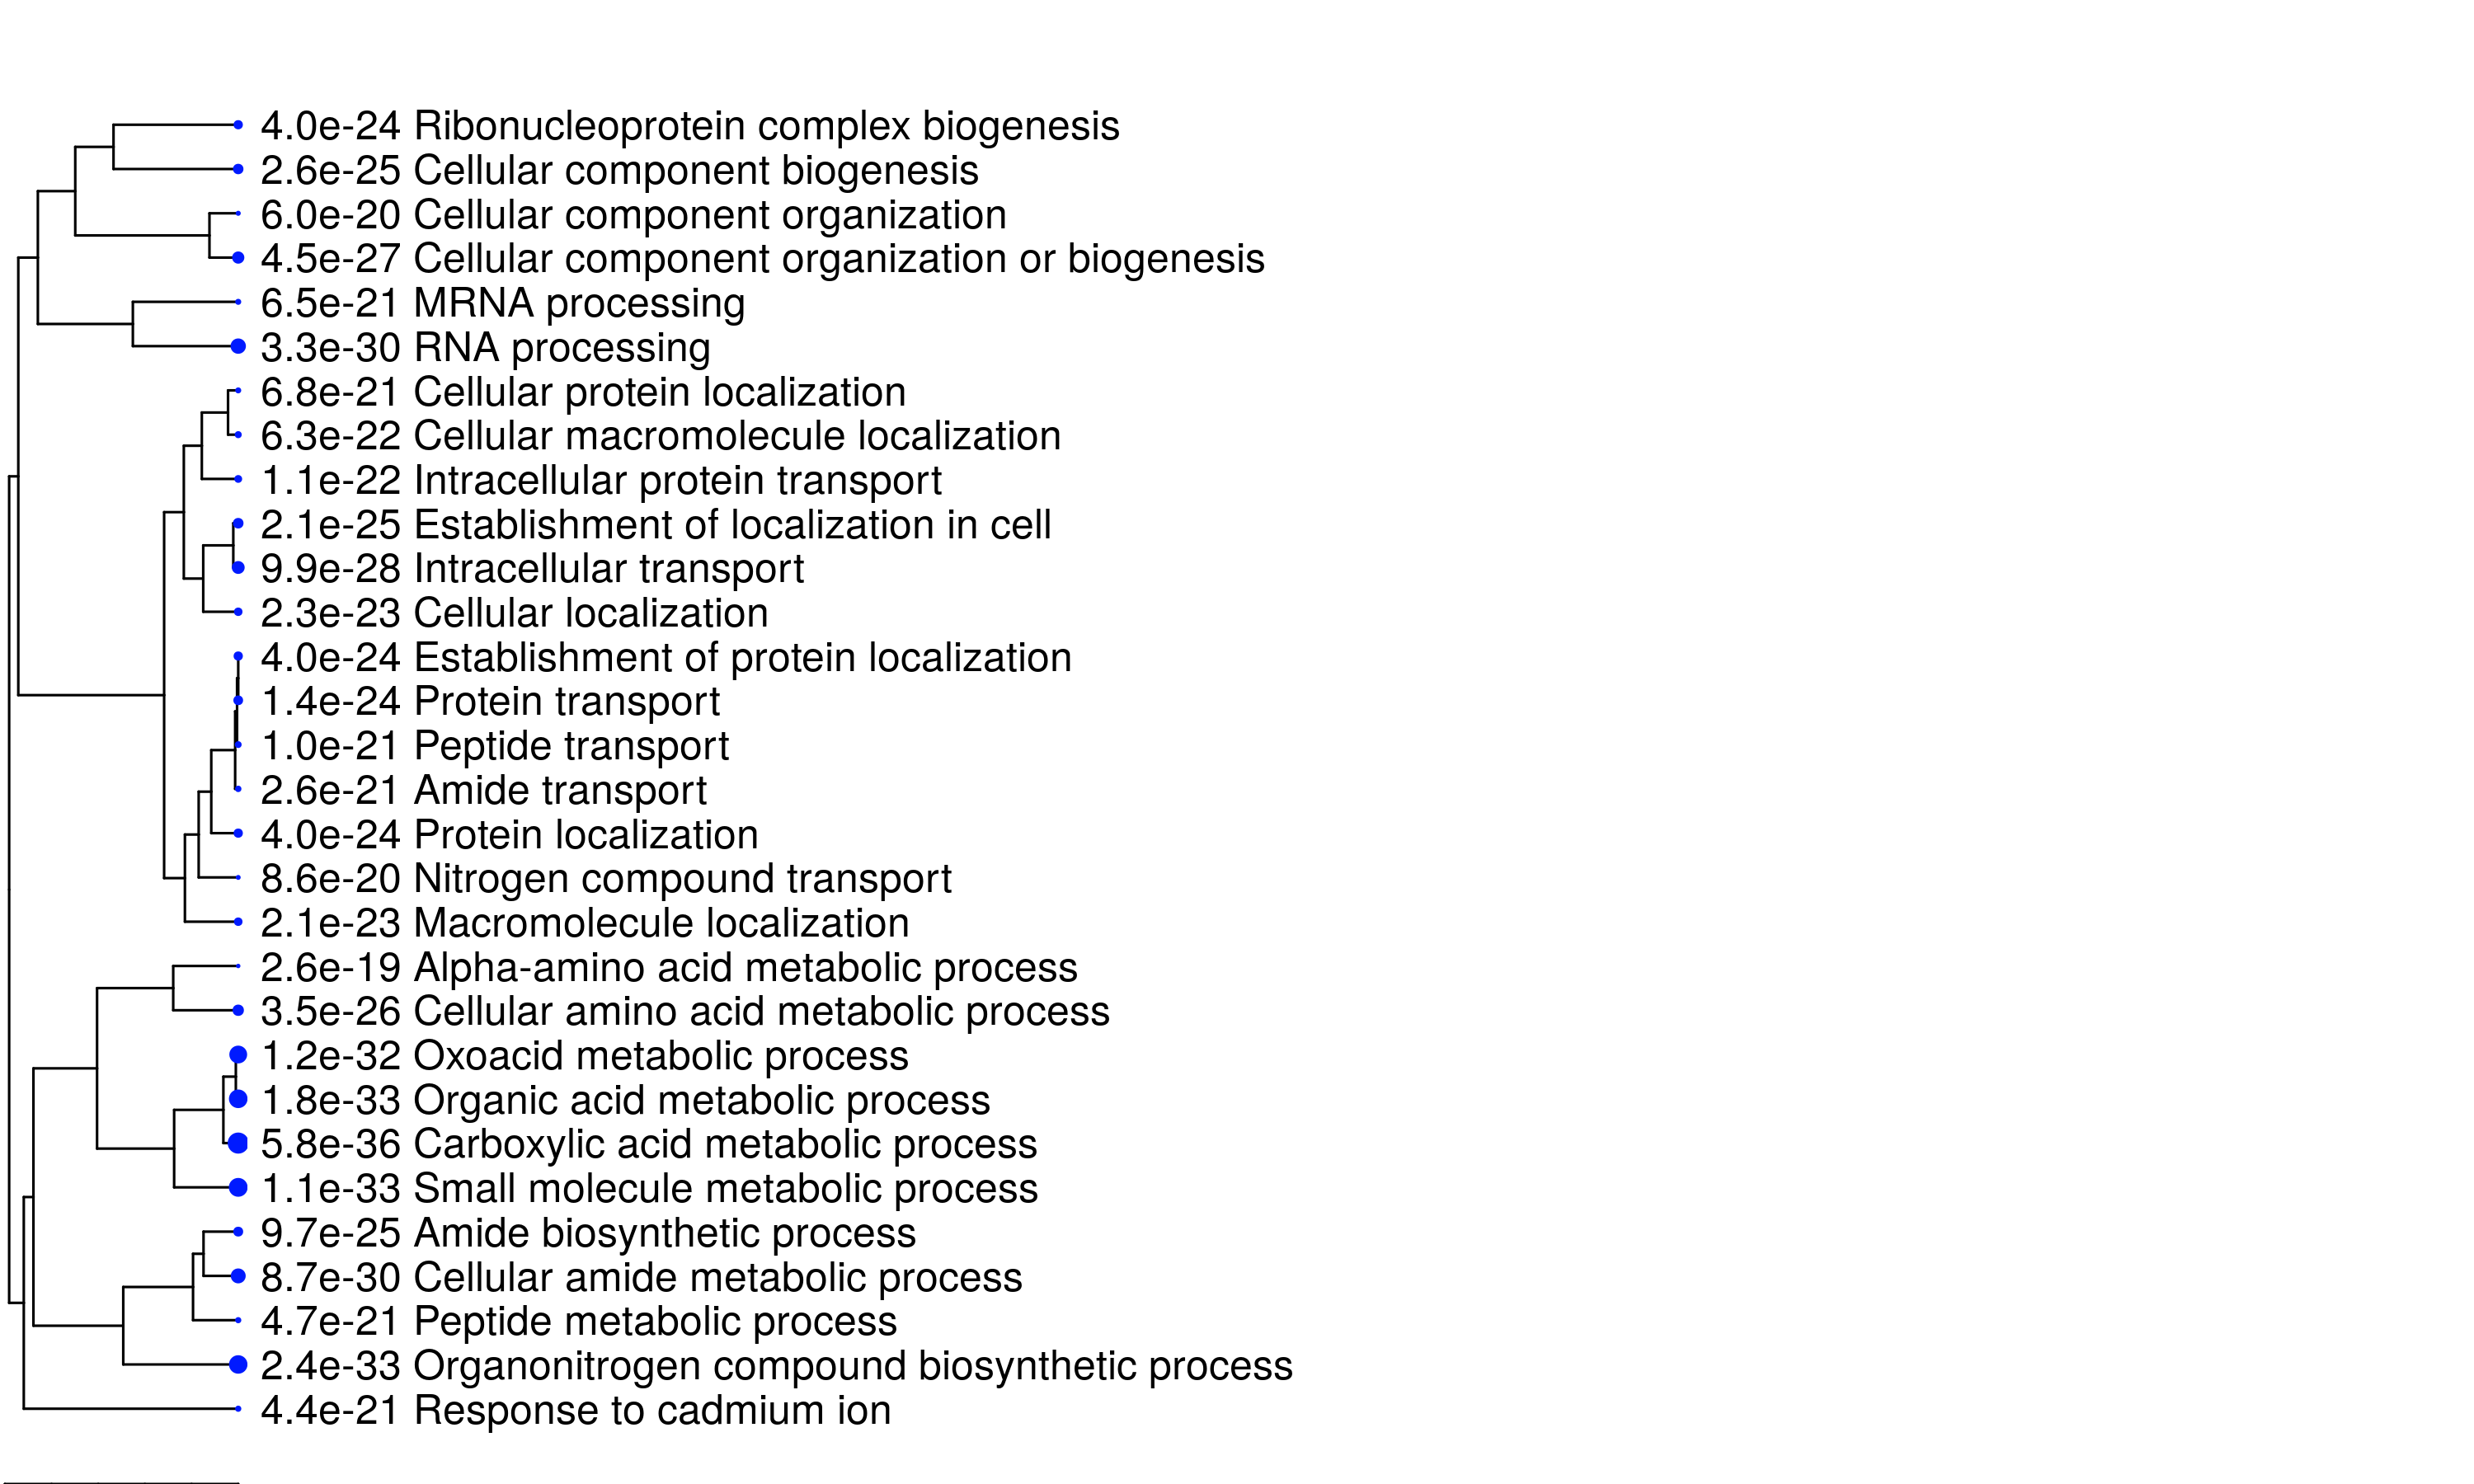 4.0e-24 Ribonucleoprotein complex biogenesis
2.6e-25 Cellular component biogenesis
6.0e-20 Cellular component organization
4.5e-27 Cellular component organization or biogenesis
6.5e-21 MRNA processing
3.3e-30 RNA processing
6.8e-21 Cellular protein localization
6.3e-22 Cellular macromolecule localization
1.1e-22 Intracellular protein transport
2.1e-25 Establishment of localization in cell
9.9e-28 Intracellular transport
2.3e-23 Cellular localization
4.0e-24 Establishment of protein localization
1.4e-24 Protein transport
1.0e-21 Peptide transport
2.6e-21 Amide transport
4.0e-24 Protein localization
8.6e-20 Nitrogen compound transport
2.1e-23 Macromolecule localization
2.6e-19 Alpha-amino acid metabolic process
3.5e-26 Cellular amino acid metabolic process
1.2e-32 Oxoacid metabolic process
1.8e-33 Organic acid metabolic process
5.8e-36 Carboxylic acid metabolic process
1.1e-33 Small molecule metabolic process
9.7e-25 Amide biosynthetic process
8.7e-30 Cellular amide metabolic process
4.7e-21 Peptide metabolic process
2.4e-33 Organonitrogen compound biosynthetic process
4.4e-21 Response to cadmium ion